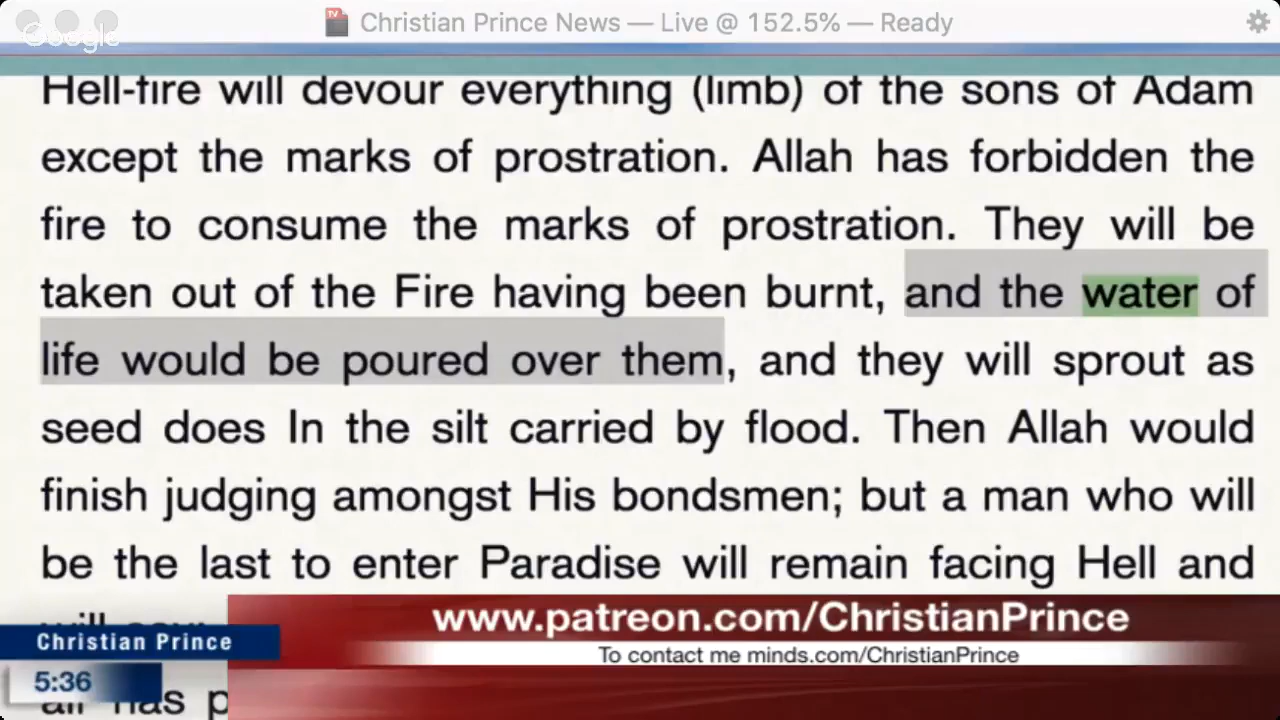 Christian Prince News — Live @ 152.5% — Ready
Google
Hell-fire will devour everything (limb) of the sons of Adam
except the marks of prostration. Allah has forbidden the
fire to consume the marks of prostration. They will be
taken out of the Fire having been burnt, and the water of
life would be poured over them, and they will sprout as
seed does In the silt carried by flood. Then Allah would
finish judging amongst His bondsmen; but a man who will
be the last to enter Paradise will remain facing Hell and
www.patreon.com/ChristianPrince
Christian Prince
To contact me minds.com/ChristianPrince
5:36
has